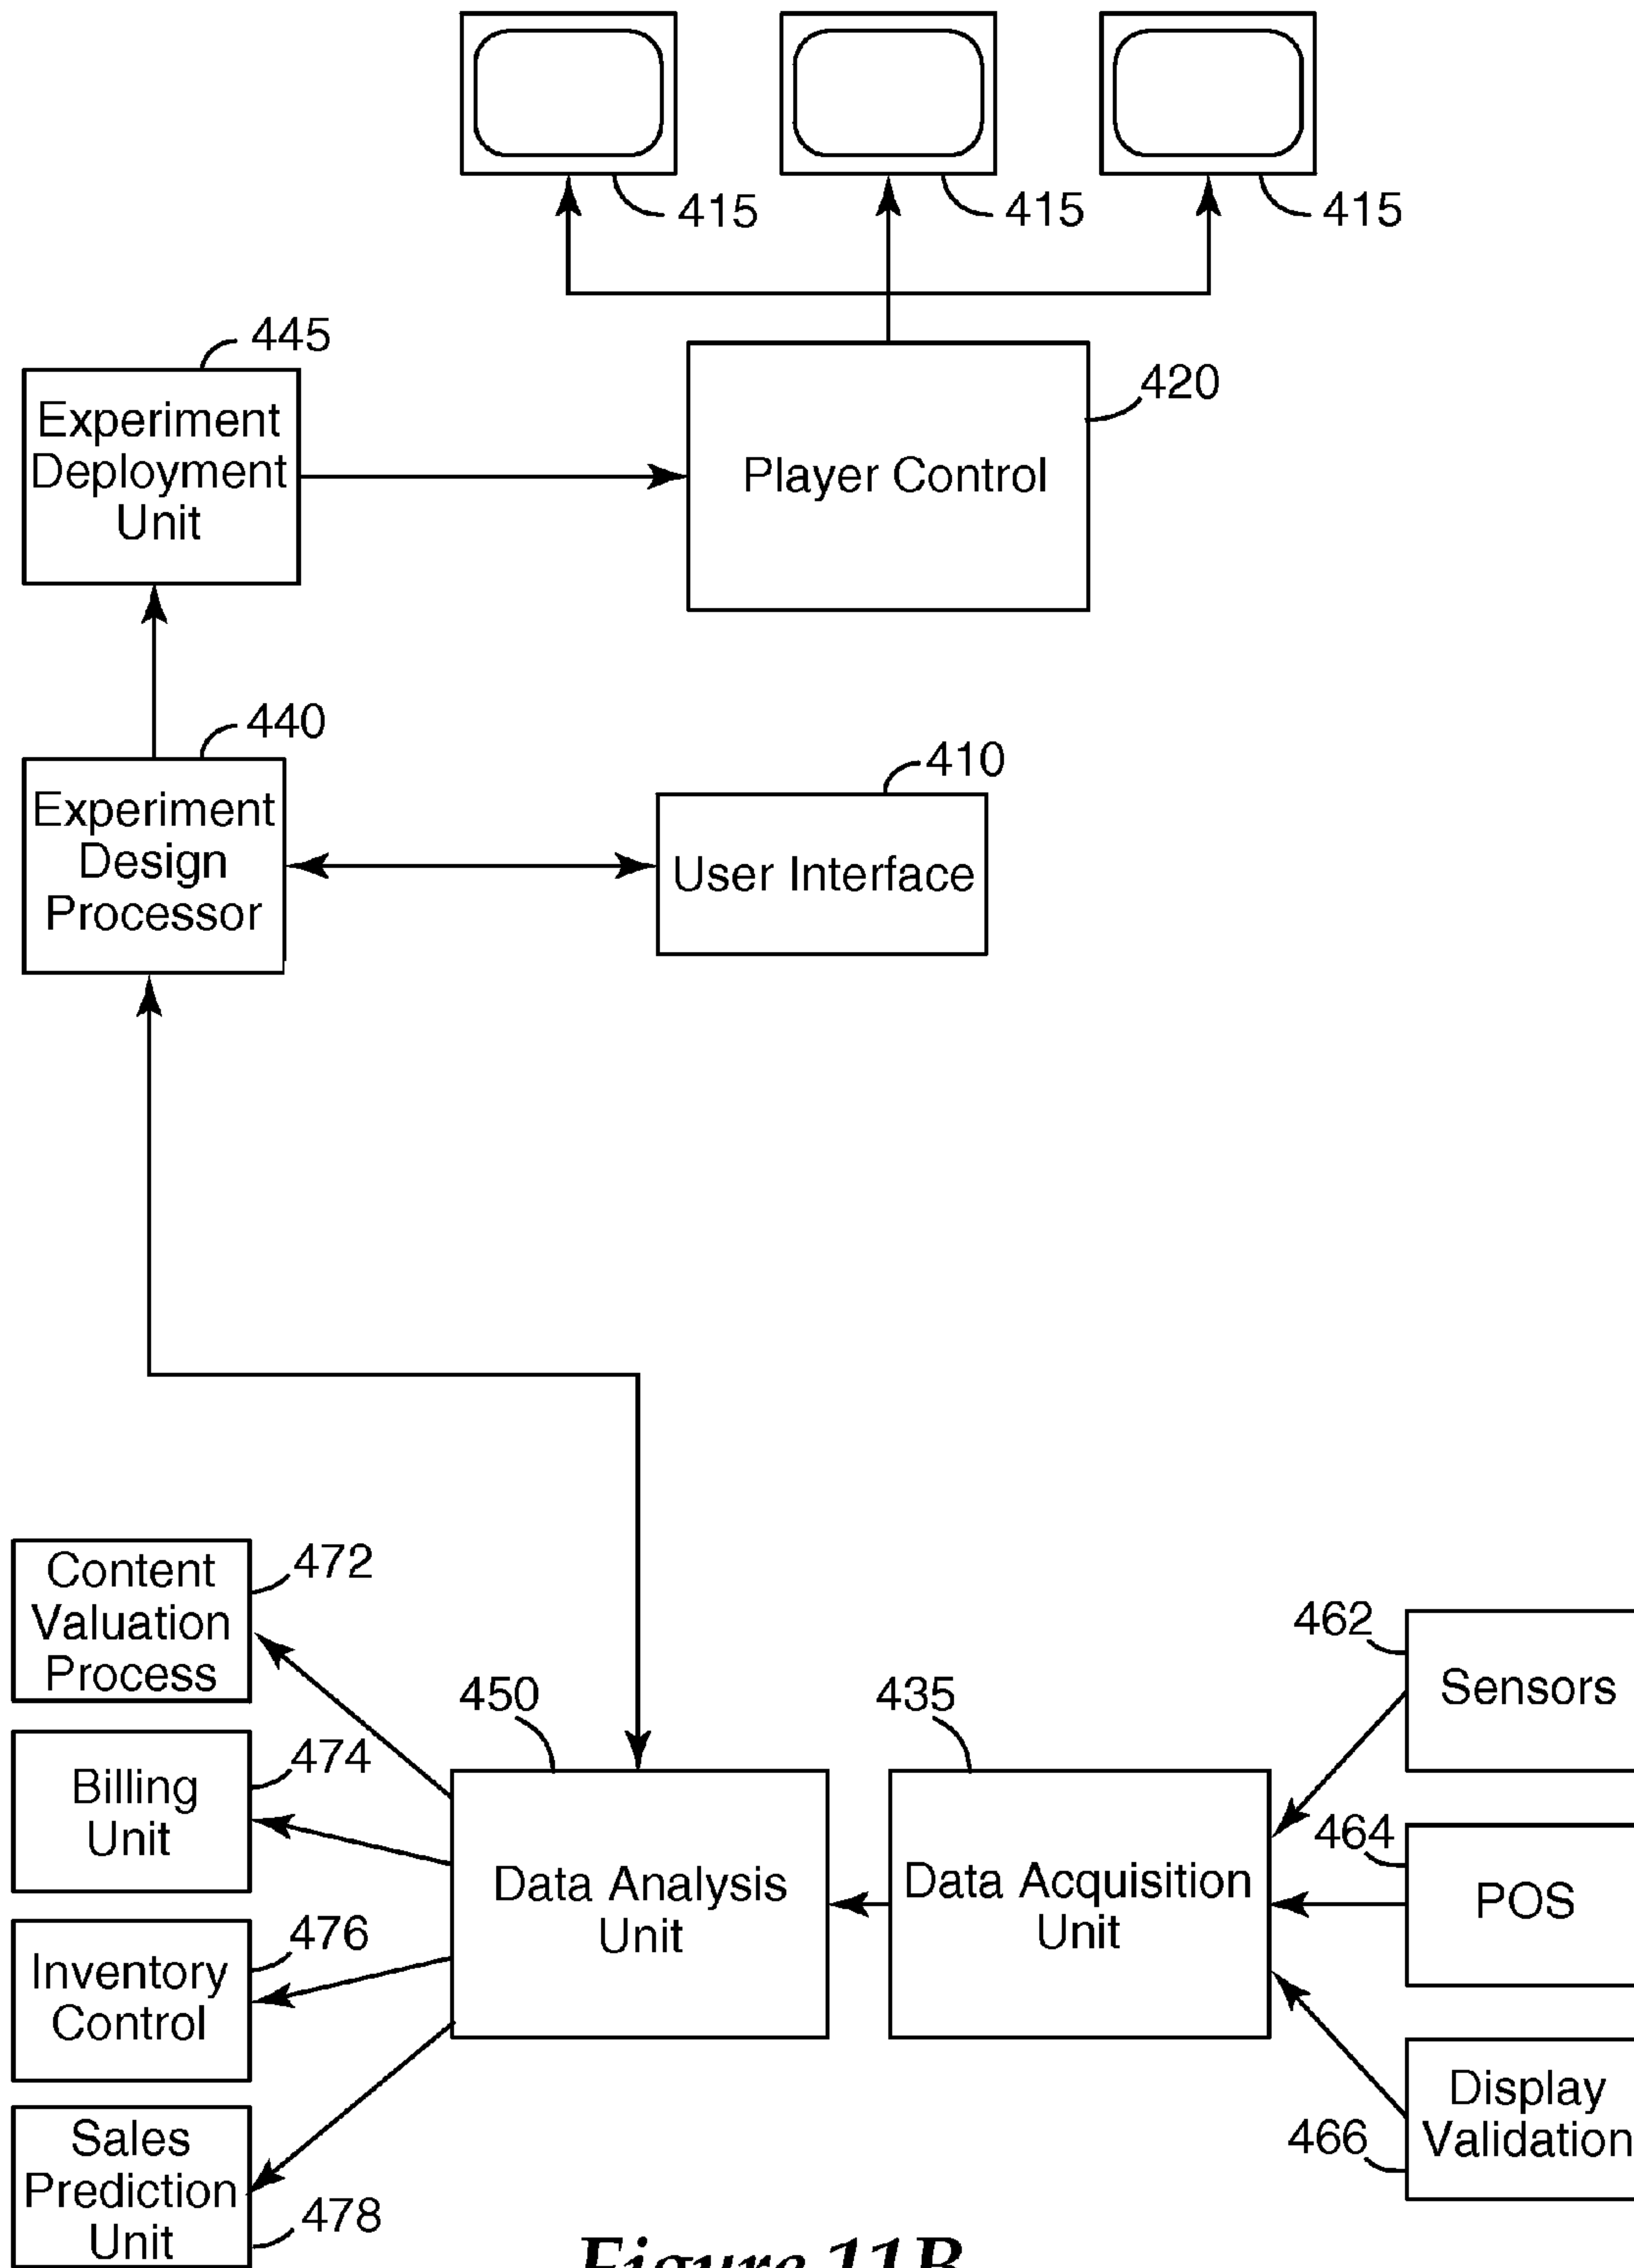 415
415
415
445
Experiment
Deployment
Unit
420
Player Control
440
Experiment
Design
Processor
410
User Interface
Content
Valuation
Process
472
Billing
Unit
474
Inventory
Control
476
Sales
Prediction
Unit
478
450
Data Analysis
Unit
435
Data Acquisition
Unit
462
Sensors
464
POS
466
Display
Validation
Figure 11B